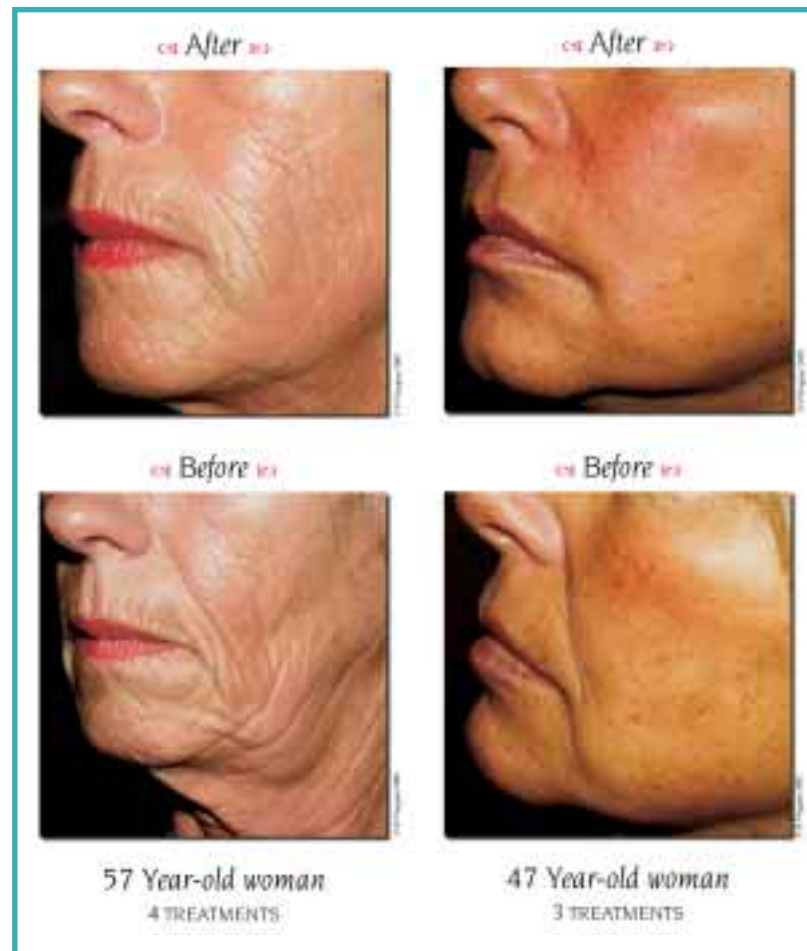 After
After
Before
Before
57 Year-old woman
4 TREATMENTS
47 Year-old woman
3 TREATMENTS